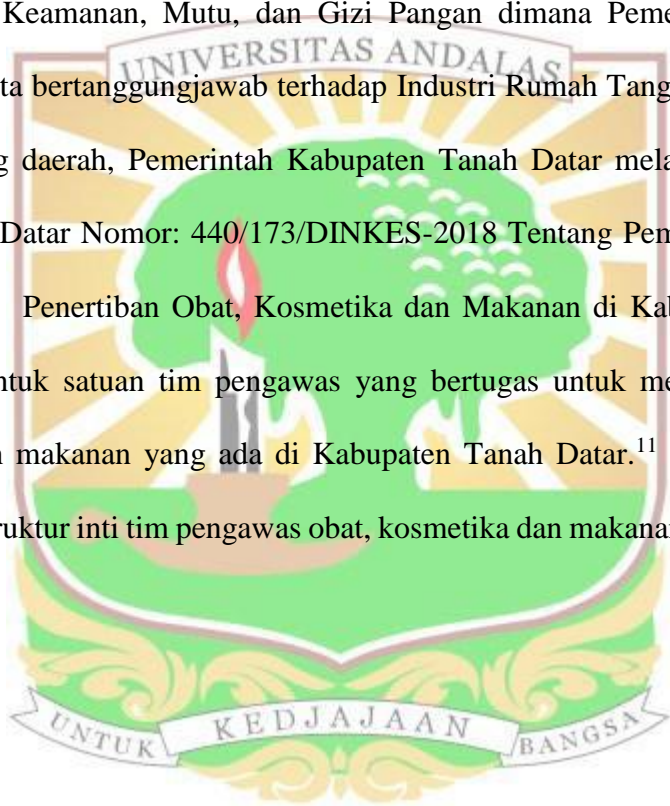 Keamanan, Mutu, dan Gizi Pangan dimana Peme
UNIVERSITAS ANDALAS
ta bertanggungjawab terhadap Industri Rumah Tang
g daerah, Pemerintah Kabupaten Tanah Datar mela
Datar Nomor: 440/173/DINKES-2018 Tentang Pem
Penertiban Obat, Kosmetika dan Makanan di Kab
ntuk satuan tim pengawas yang bertugas untuk me
makanan yang ada di Kabupaten Tanah Datar.11
ruktur inti tim pengawas obat, kosmetika dan makanan
UNTUK KEDJAJAAN BANGSA